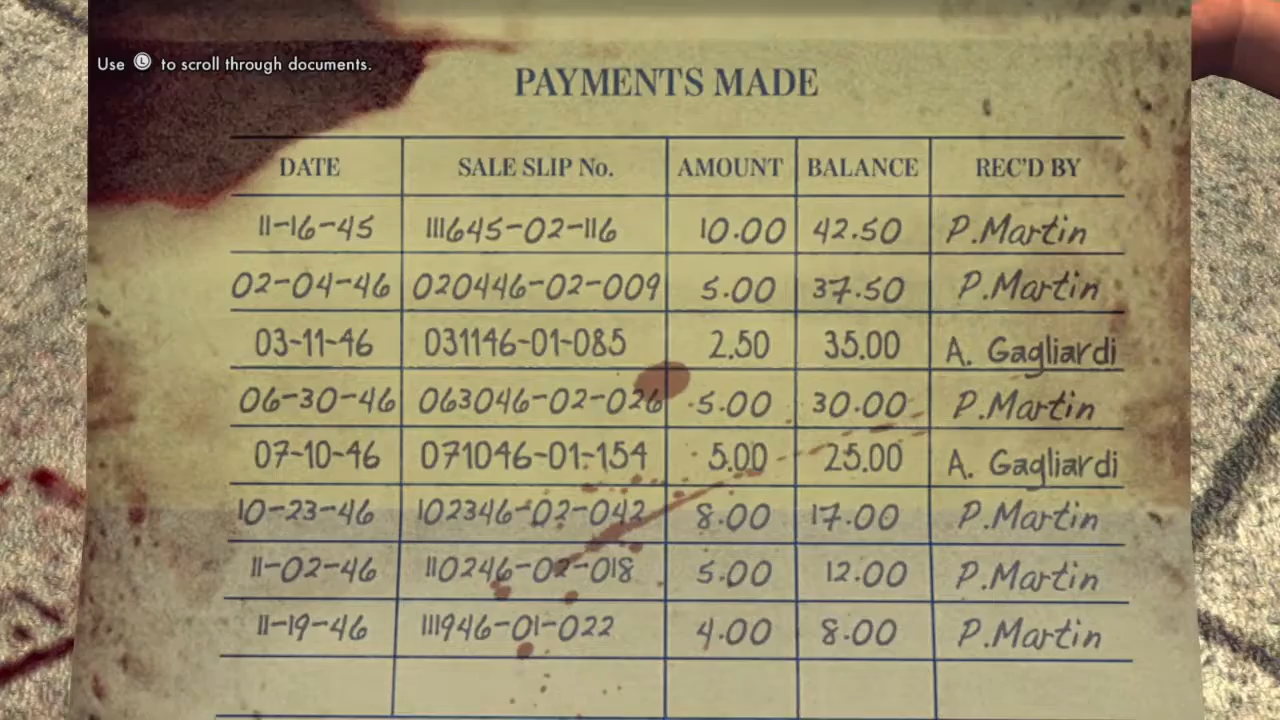 Use L to scroll through documents.
PAYMENTS MADE
DATE SALE SLIP No. AMOUNT BALANCE REC'D BY
11-16-45 111645-02-116 10.00 42.50 P.Martin
02-04-46 020446-02-009 5.00 37.50 P.Martin
03-11-46 031146-01-085 2.50 35.00 A. Gagliardi
06-30-46 063046-02-026 5.00 30.00 P.Martin
07-10-46 071046-01-154 5.00 25.00 A. Gagliardi
10-23-46 102346-02-042 8.00 17.00 P.Martin
11-02-46 110246-02-018 5.00 12.00 P.Martin
11-19-46 111946-01-022 4.00 8.00 P.Martin